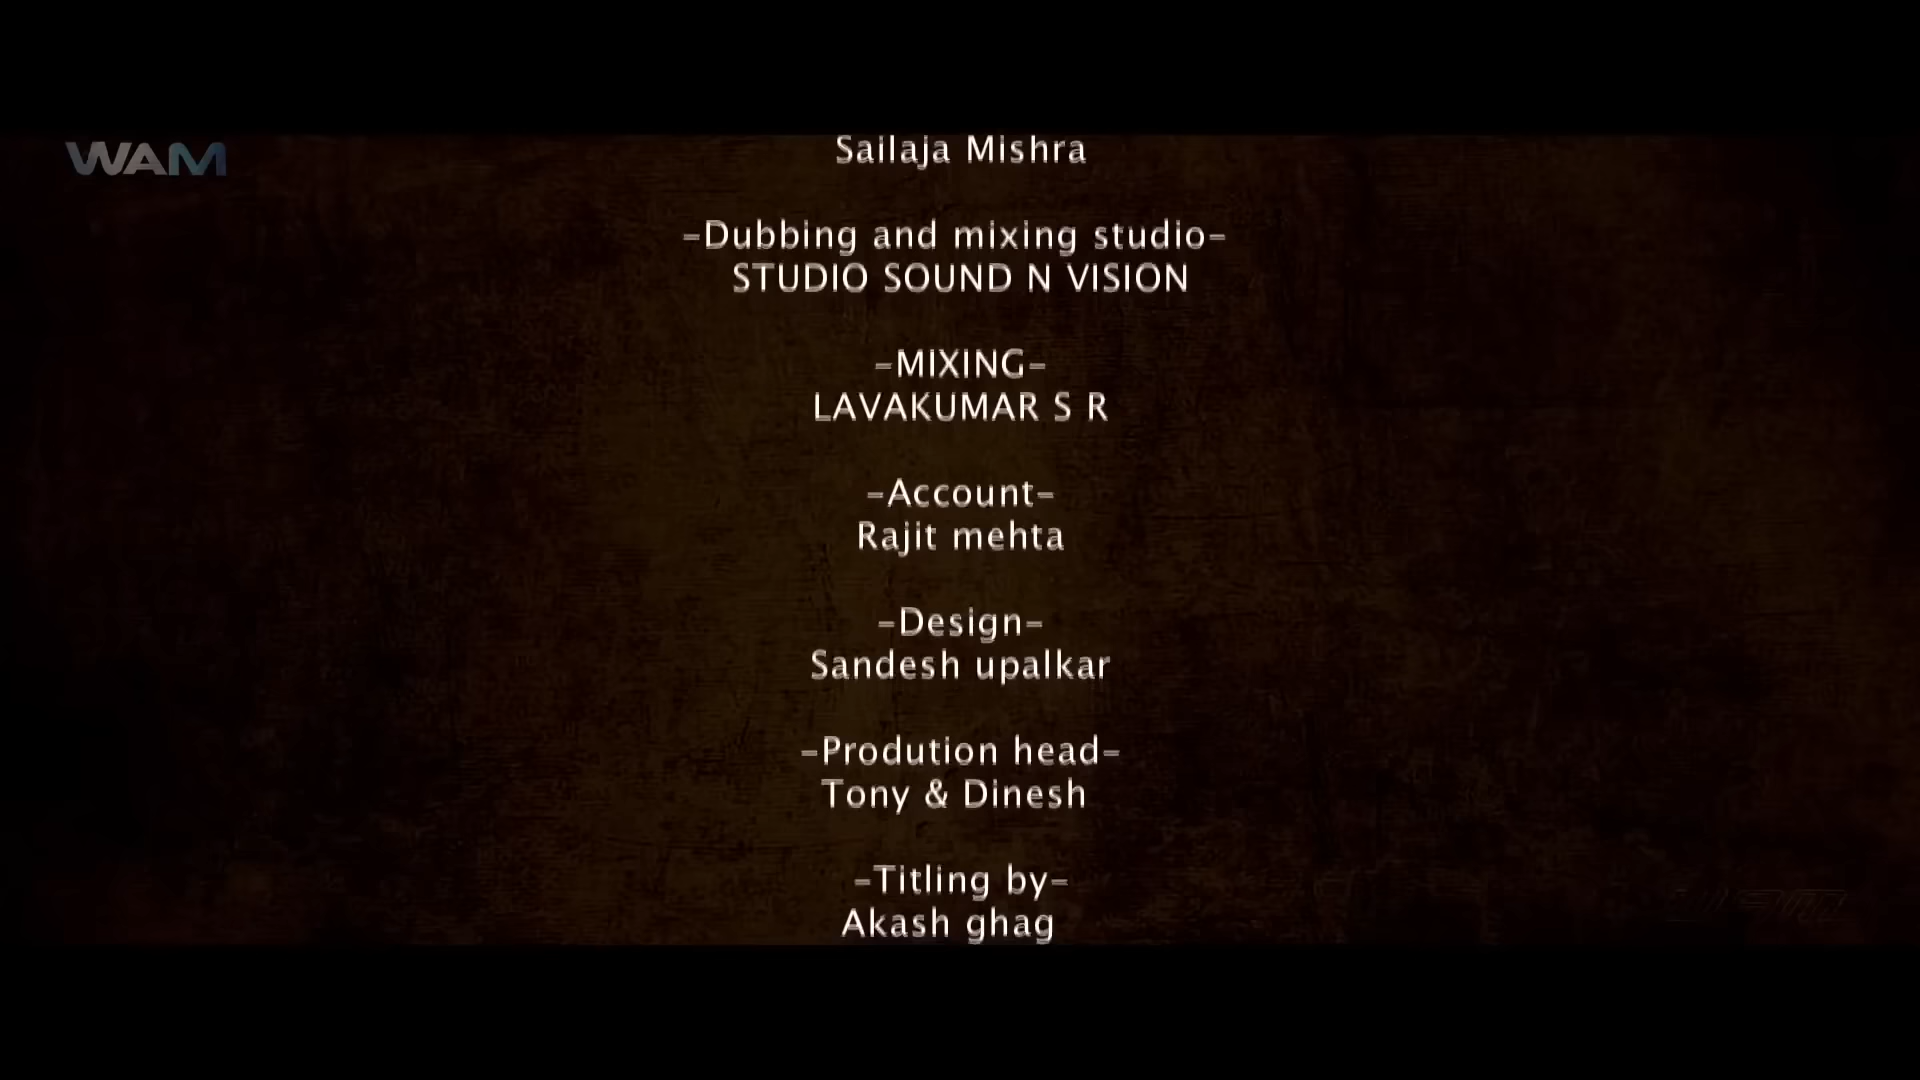 WAM
Sailaja Mishra
-Dubbing and mixing studio-
STUDIO SOUND N VISION
-MIXING-
LAVAKUMAR S R
-Account-
Rajit mehta
-Design-
Sandesh upalkar
-Prodution head-
Tony & Dinesh
-Titling by-
Akash ghag